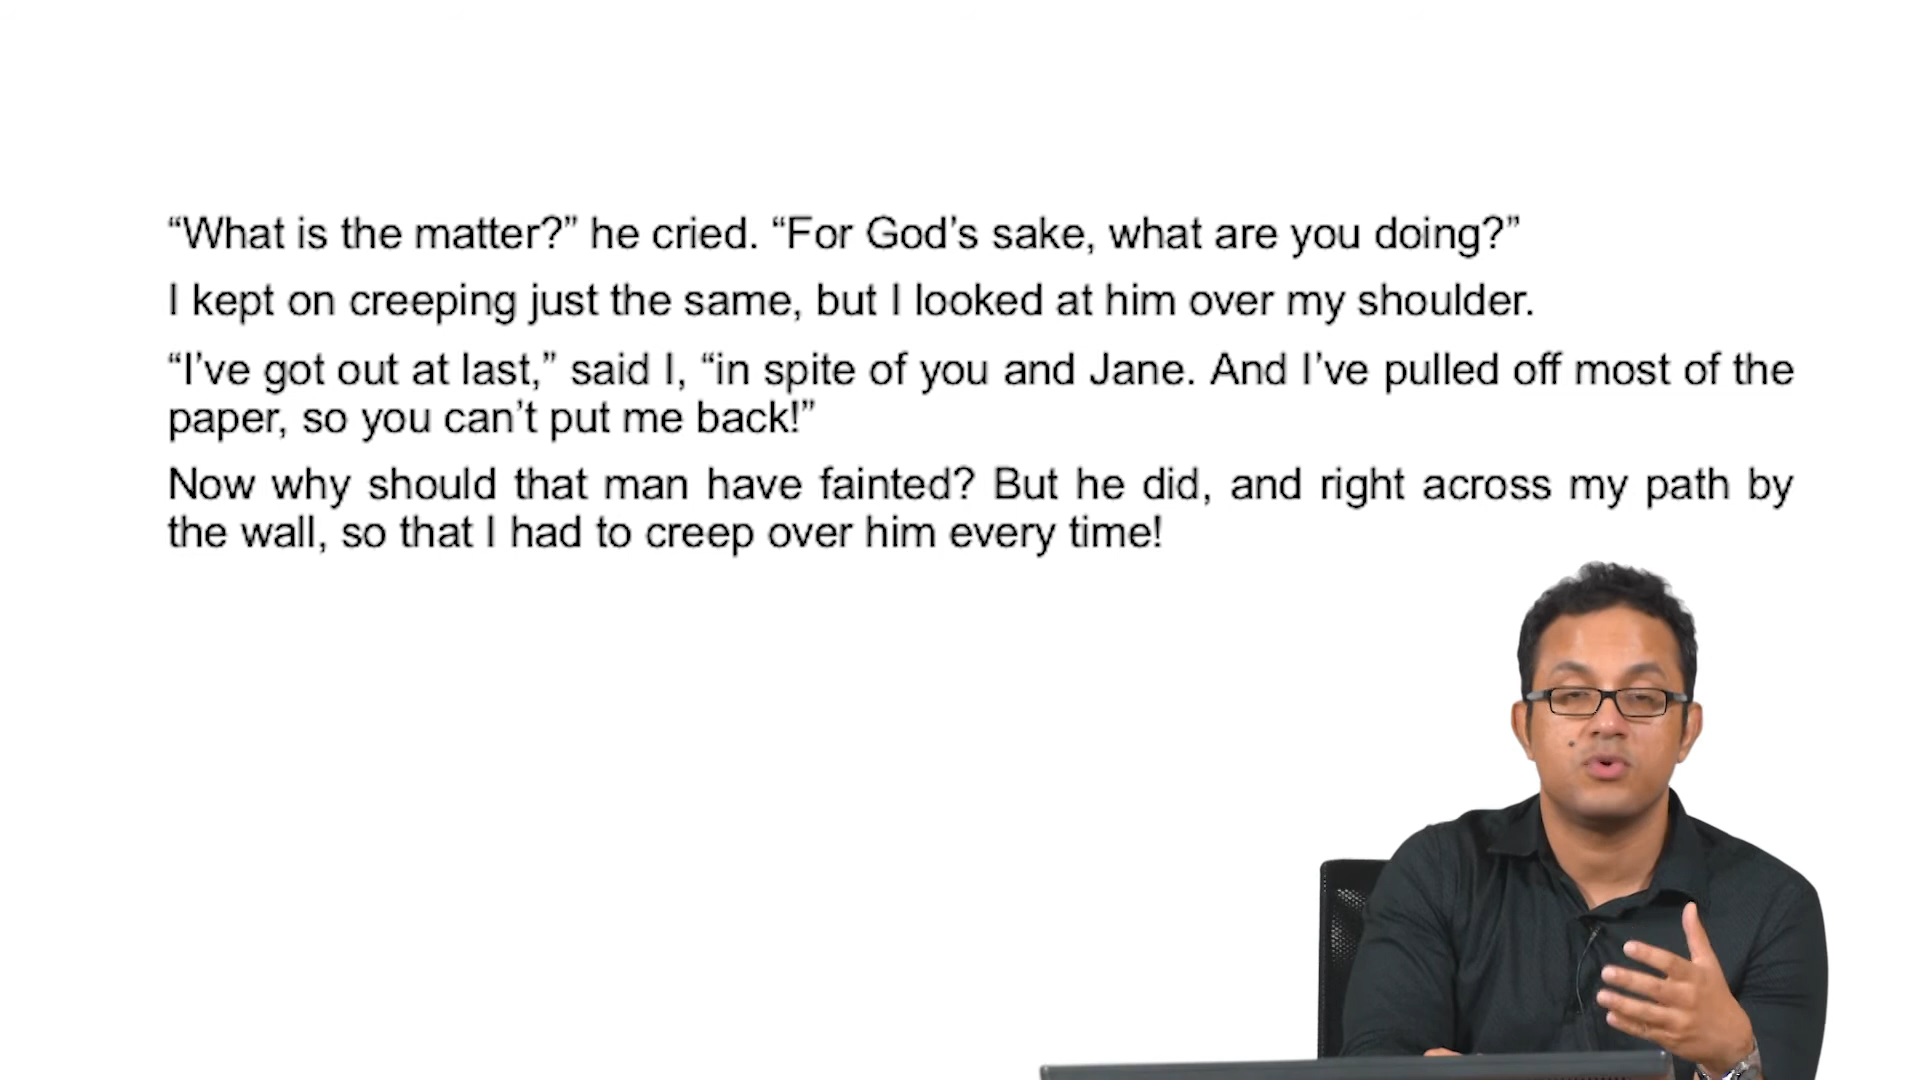 “What is the matter?” he cried. “For God’s sake, what are you doing?”
I kept on creeping just the same, but I looked at him over my shoulder.
“I’ve got out at last,” said I, “in spite of you and Jane. And I’ve pulled off most of the
paper, so you can’t put me back!”
Now why should that man have fainted? But he did, and right across my path by
the wall, so that I had to creep over him every time!